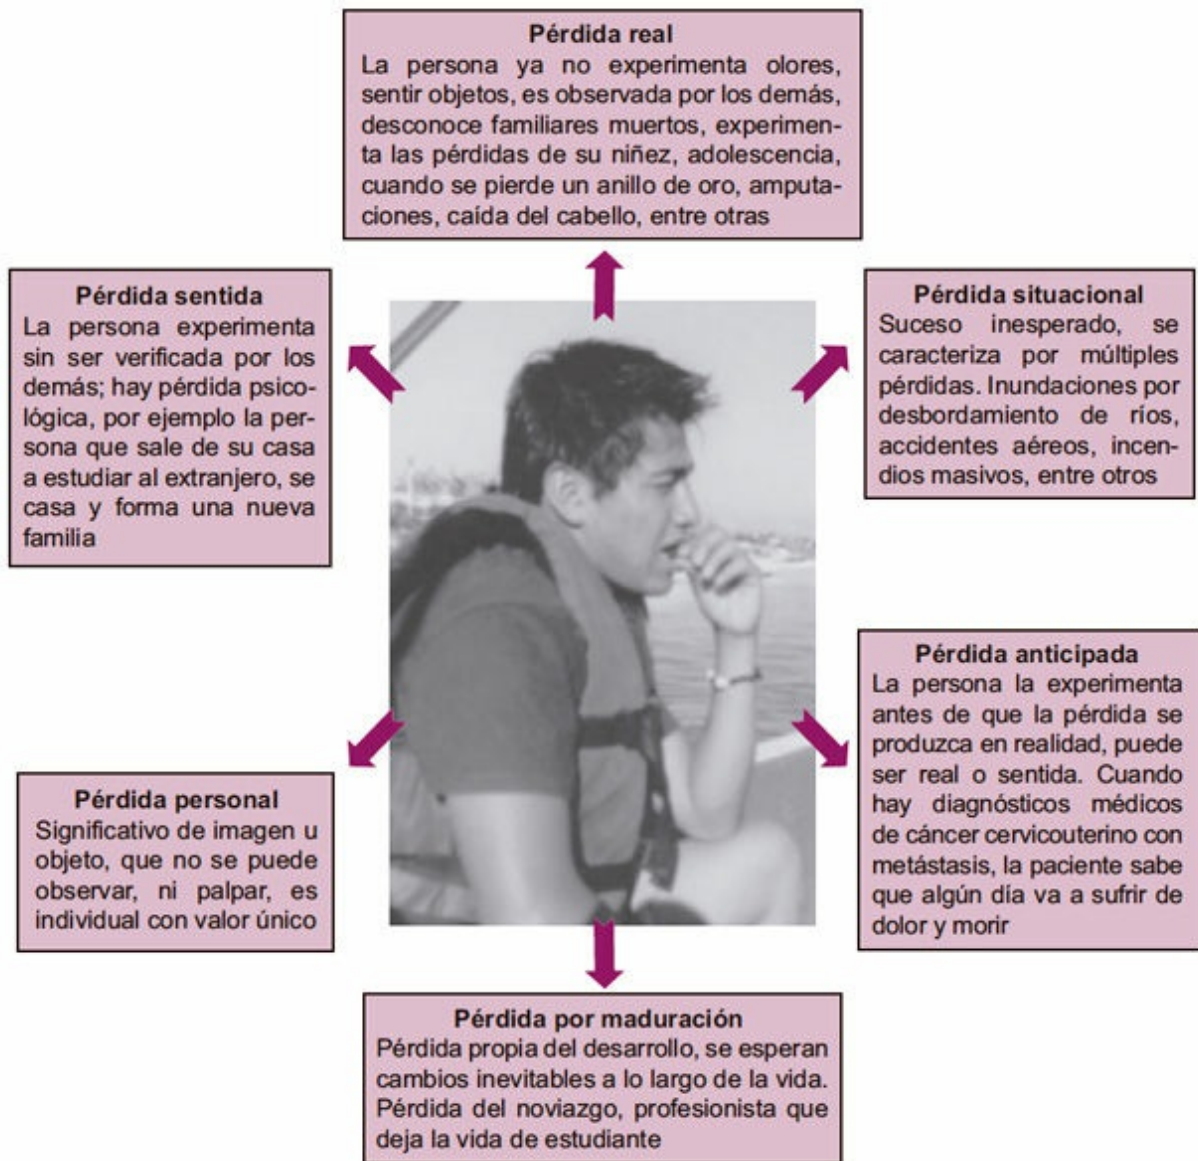 Pérdida real
La persona ya no experimenta olores,
sentir objetos, es observada por los demás,
desconoce familiares muertos, experimen-
ta las pérdidas de su niñez, adolescencia,
cuando se pierde un anillo de oro, amputa-
ciones, caída del cabello, entre otras
Pérdida sentida
La persona experimenta
sin ser verificada por los
demás; hay pérdida psico-
lógica, por ejemplo la per-
sona que sale de su casa
a estudiar al extranjero, se
casa y forma una nueva
familia
Pérdida situacional
Suceso inesperado, se
caracteriza por múltiples
pérdidas. Inundaciones por
desbordamiento de ríos,
accidentes aéreos, incen-
dios masivos, entre otros
Pérdida personal
Significativo de imagen u
objeto, que no se puede
observar, ni palpar, es
individual con valor único
Pérdida anticipada
La persona la experimenta
antes de que la pérdida se
produzca en realidad, puede
ser real o sentida. Cuando
hay diagnósticos médicos
de cáncer cervicouterino con
metástasis, la paciente sabe
que algún día va a sufrir de
dolor y morir
Pérdida por maduración
Pérdida propia del desarrollo, se esperan
cambios inevitables a lo largo de la vida.
Pérdida del noviazgo, profesionista que
deja la vida de estudiante